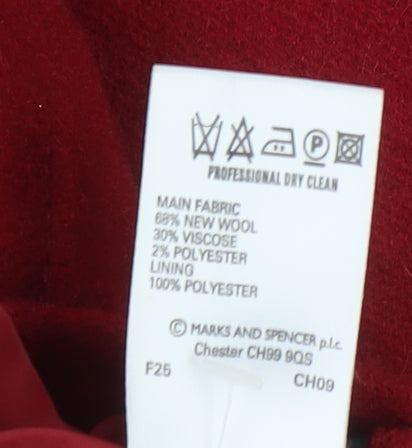 P
PROFESSIONAL DRY CLEAN
MAIN FABRIC
68% NEW WOOL
30% VISCOSE
2% POLYESTER
LINING
100% POLYESTER
© MARKS AND SPENCER p.l.c.
Chester CH99 9QS
F25 CH09